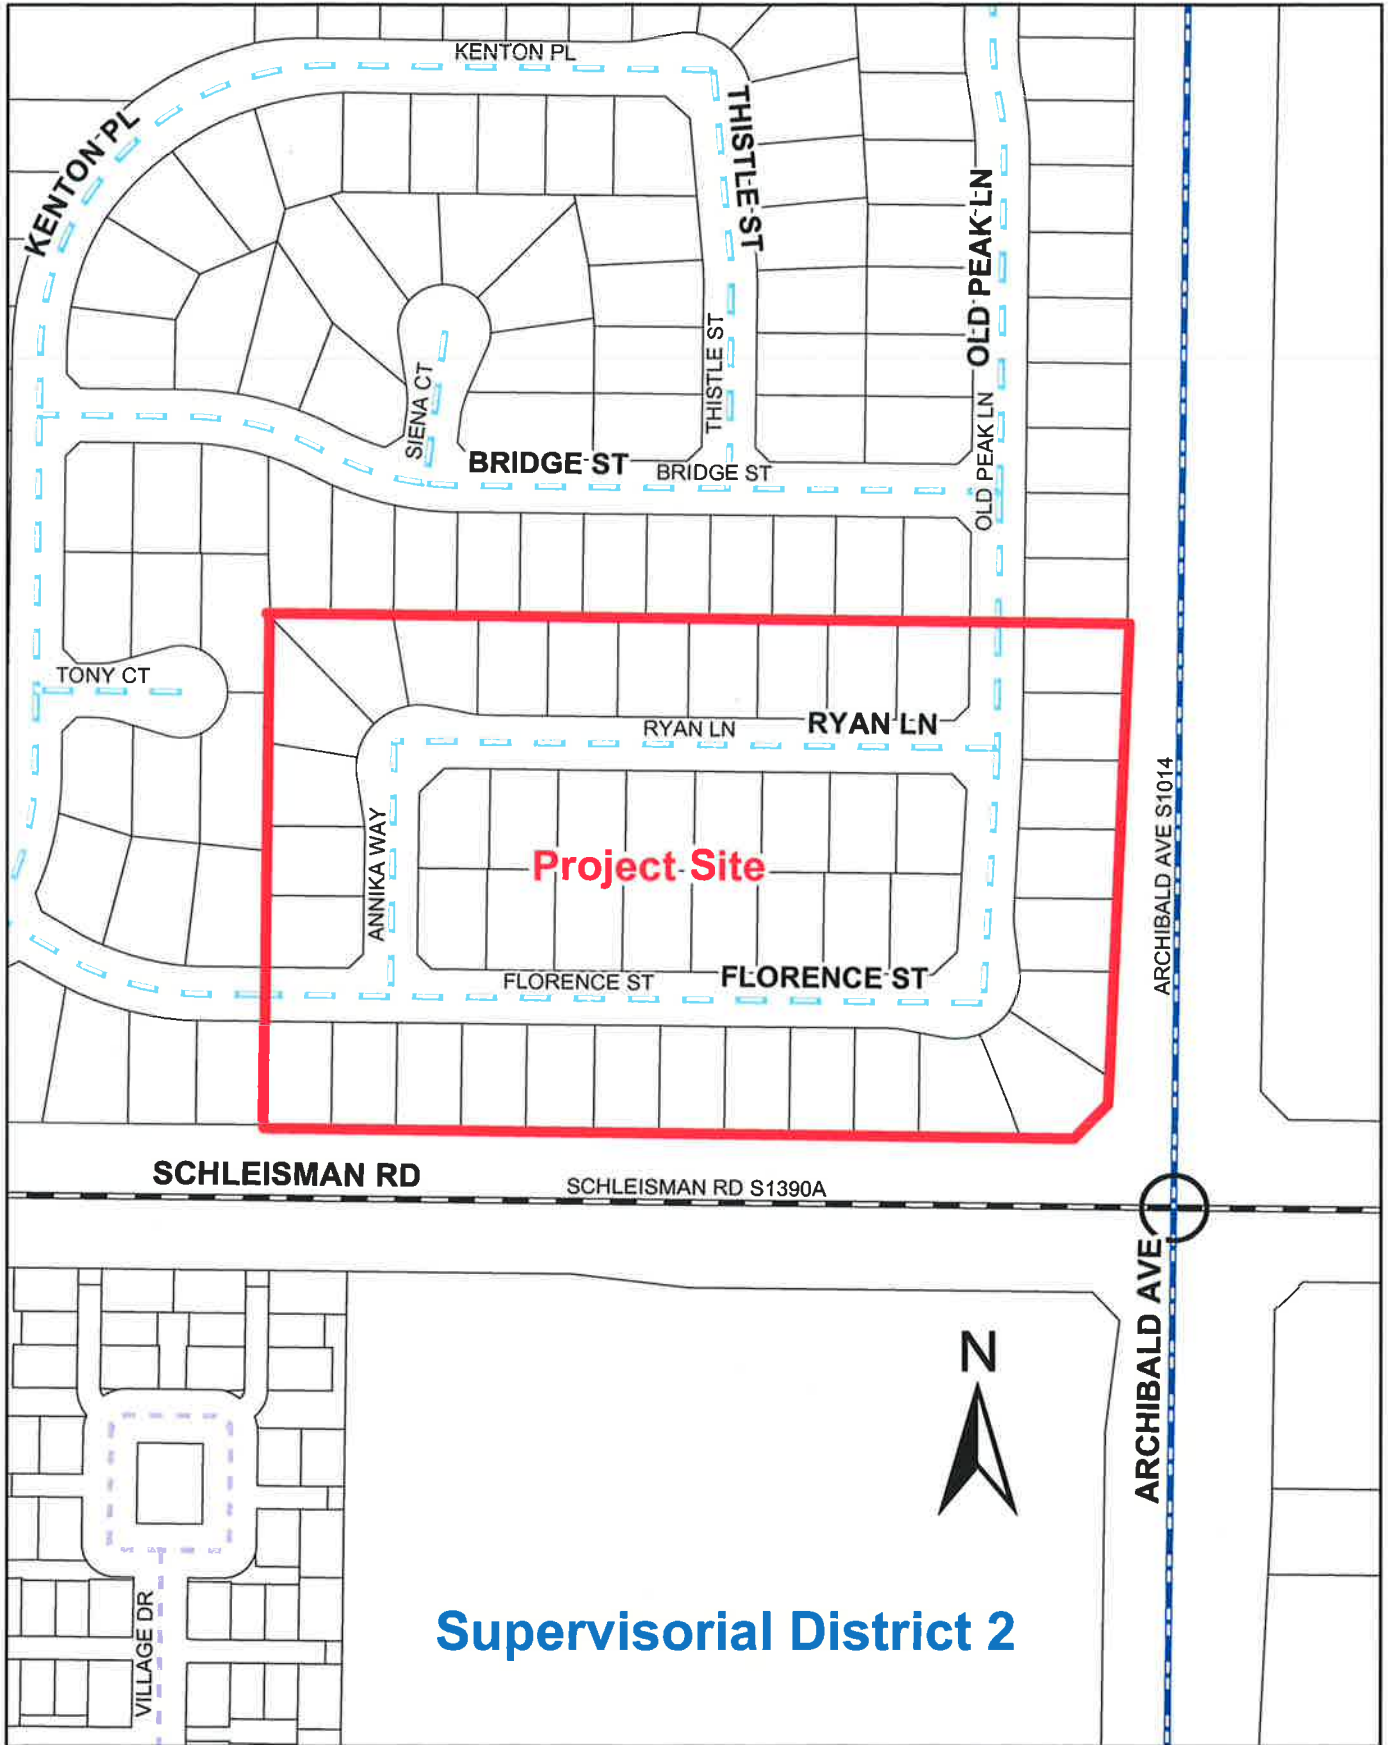 KENTON PL
KENTON PL
THISTLE ST
OLD PEAK LN
THISTLE ST
SIENA CT
OLD PEAK LN
BRIDGE ST
BRIDGE ST
TONY CT
RYAN LN
RYAN LN
ANNIKA WAY
Project Site
ARCHIBALD AVE S1014
FLORENCE ST
FLORENCE ST
SCHLEISMAN RD
SCHLEISMAN RD S1390A
ARCHIBALD AVE
N
VILLAGE DR
Supervisorial District 2